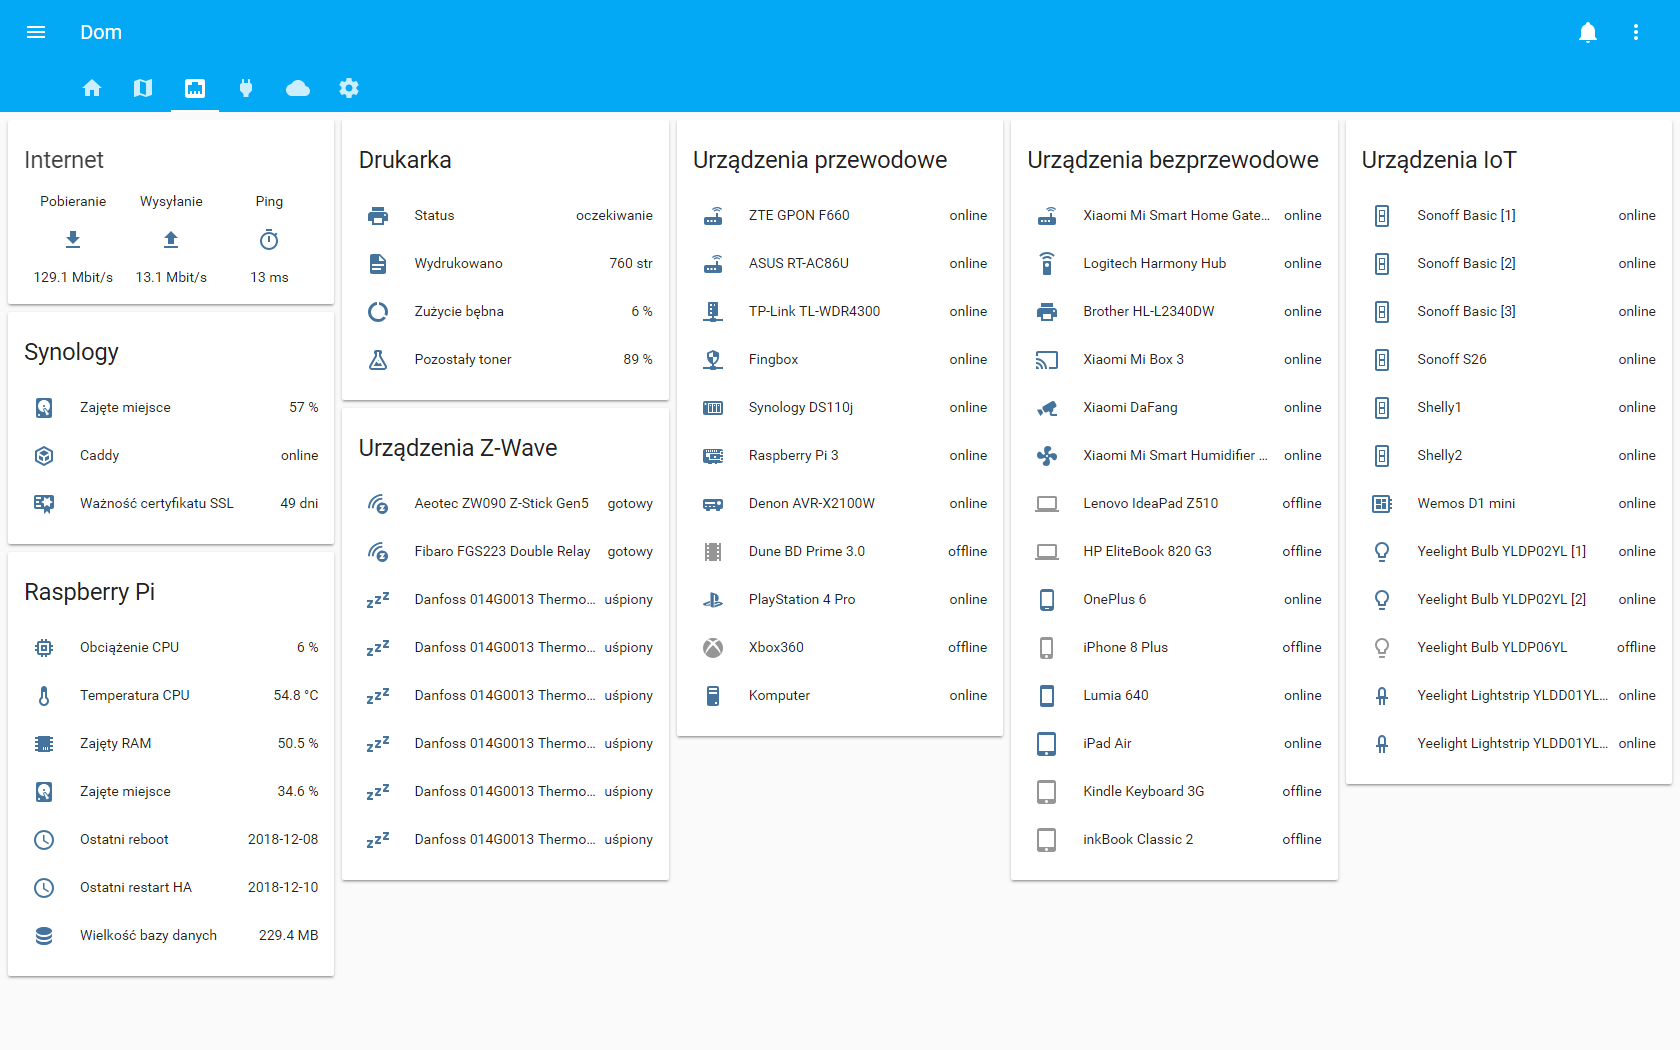 Dom
Internet
Pobieranie Wysyłanie Ping
129.1 Mbit/s 13.1 Mbit/s 13 ms
Synology
Zajęte miejsce 57 %
Caddy online
Ważność certyfikatu SSL 49 dni
Raspberry Pi
Obciążenie CPU 6 %
Temperatura CPU 54.8 °C
Zajęty RAM 50.5 %
Zajęte miejsce 34.6 %
Ostatni reboot 2018-12-08
Ostatni restart HA 2018-12-10
Wielkość bazy danych 229.4 MB
Drukarka
Status oczekiwanie
Wydrukowano 760 str
Zużycie bębna 6 %
Pozostały toner 89 %
Urządzenia Z-Wave
Aeotec ZW090 Z-Stick Gen5 gotowy
Fibaro FGS223 Double Relay gotowy
Danfoss 014G0013 Thermo... uśpiony
Danfoss 014G0013 Thermo... uśpiony
Danfoss 014G0013 Thermo... uśpiony
Danfoss 014G0013 Thermo... uśpiony
Danfoss 014G0013 Thermo... uśpiony
Danfoss 014G0013 Thermo... uśpiony
Urządzenia przewodowe
ZTE GPON F660 online
ASUS RT-AC86U online
TP-Link TL-WDR4300 online
Fingbox online
Synology DS110j online
Raspberry Pi 3 online
Denon AVR-X2100W online
Dune BD Prime 3.0 offline
PlayStation 4 Pro online
Xbox360 offline
Komputer online
Urządzenia bezprzewodowe
Xiaomi Mi Smart Home Gate... online
Logitech Harmony Hub online
Brother HL-L2340DW online
Xiaomi Mi Box 3 online
Xiaomi DaFang online
Xiaomi Mi Smart Humidifier ... online
Lenovo IdeaPad Z510 offline
HP EliteBook 820 G3 offline
OnePlus 6 online
iPhone 8 Plus offline
Lumia 640 online
iPad Air online
Kindle Keyboard 3G offline
inkBook Classic 2 offline
Urządzenia IoT
Sonoff Basic [1] online
Sonoff Basic [2] online
Sonoff Basic [3] online
Sonoff S26 online
Shelly1 online
Shelly2 online
Wemos D1 mini online
Yeelight Bulb YLDP02YL [1] online
Yeelight Bulb YLDP02YL [2] online
Yeelight Bulb YLDP06YL offline
Yeelight Lightstrip YLDD01YL... online
Yeelight Lightstrip YLDD01YL... online